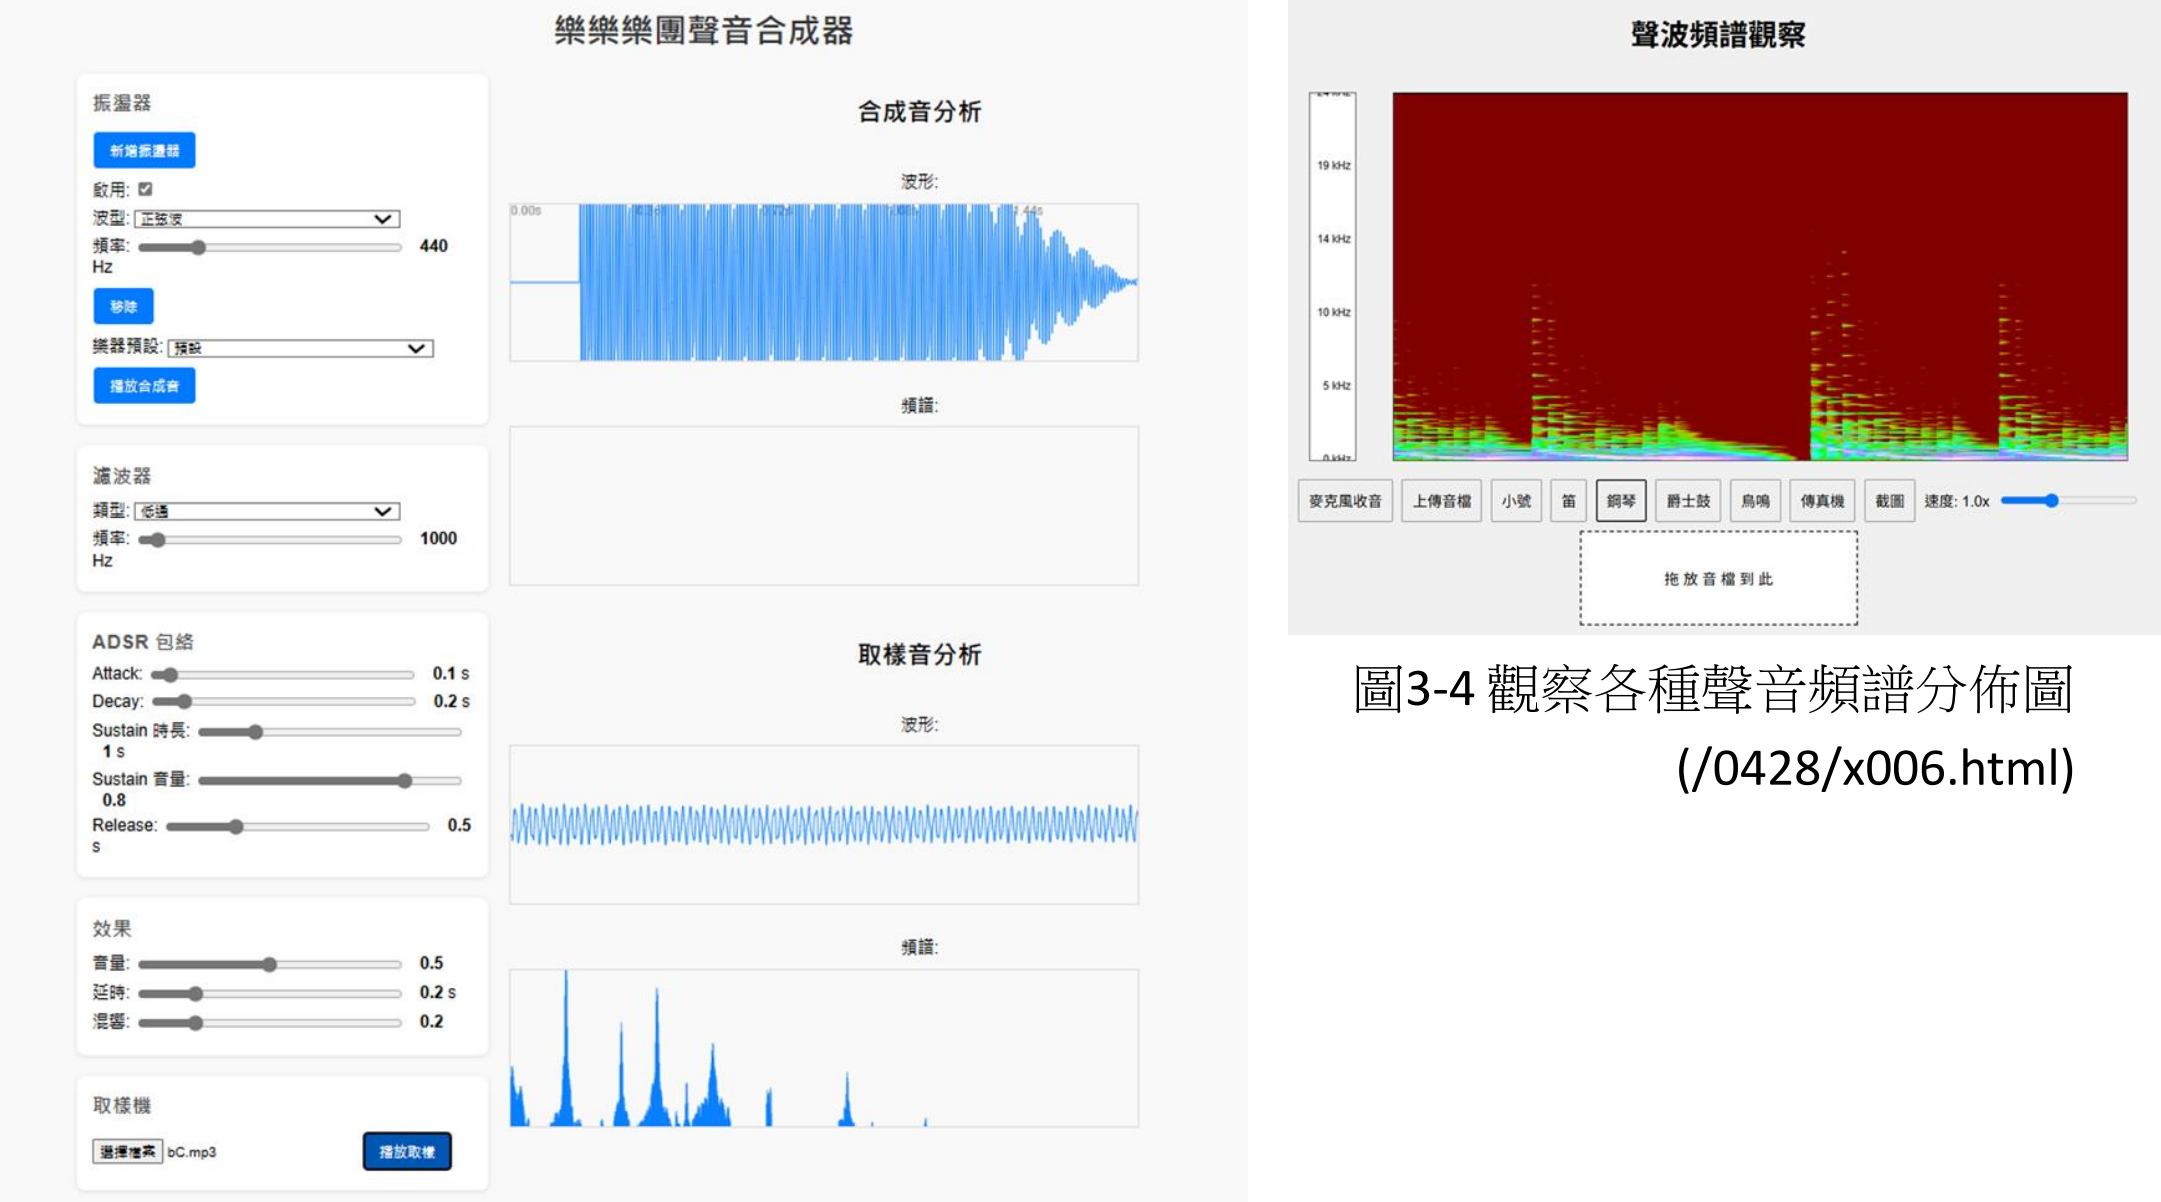 樂樂樂團聲音合成器
振盪器
新增振盪器
啟用:
波型: 正弦波
頻率: 440
Hz
移除
樂器預設: 預設
播放合成音
濾波器
類型: 低通
頻率: 1000
Hz
ADSR 包絡
Attack: 0.1 s
Decay: 0.2 s
Sustain 時長:
1 s
Sustain 音量:
0.8
Release: 0.5
s
效果
音量: 0.5
延時: 0.2 s
混響: 0.2
取樣機
選擇檔案 bC.mp3
播放取樣
合成音分析
波形:
0.00s 0.72s 1.44s
頻譜:
取樣音分析
波形:
頻譜:
聲波頻譜觀察
24 kHz
19 kHz
14 kHz
10 kHz
5 kHz
0 kHz
麥克風收音 上傳音檔 小號 笛 鋼琴 爵士鼓 鳥鳴 傳真機 截圖 速度: 1.0x
拖放音檔到此
圖3-4 觀察各種聲音頻譜分佈圖
(/0428/x006.html)